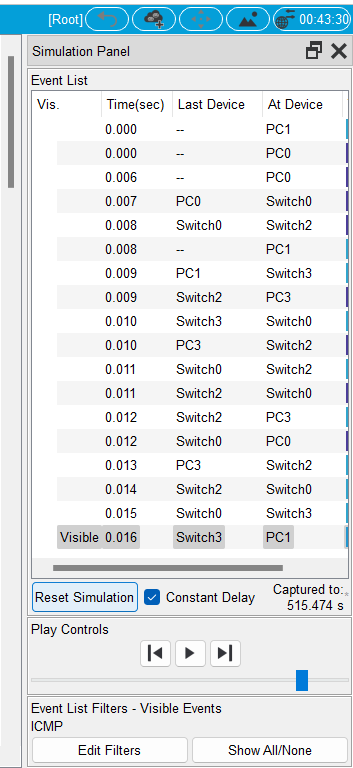 [Root] 00:43:30
Simulation Panel
Event List
Vis. Time(sec) Last Device At Device
0.000 -- PC1
0.000 -- PC0
0.006 -- PC0
0.007 PC0 Switch0
0.008 Switch0 Switch2
0.008 -- PC1
0.009 PC1 Switch3
0.009 Switch2 PC3
0.010 Switch3 Switch0
0.010 PC3 Switch2
0.011 Switch0 Switch2
0.011 Switch2 Switch0
0.012 Switch2 PC3
0.012 Switch0 PC0
0.013 PC3 Switch2
0.014 Switch2 Switch0
0.015 Switch0 Switch3
Visible 0.016 Switch3 PC1
Reset Simulation Constant Delay Captured to:
515.474 s
Play Controls
Event List Filters - Visible Events
ICMP
Edit Filters Show All/None